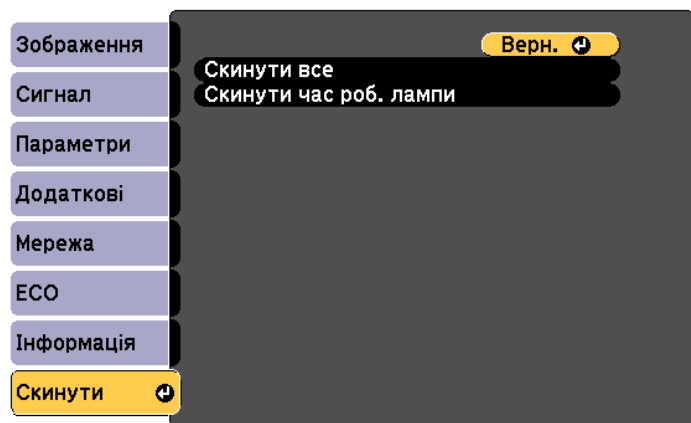 Зображення
Сигнал
Параметри
Додаткові
Мережа
ECO
Інформація
Скинути
Верн.
Скинути все
Скинути час роб. лампи